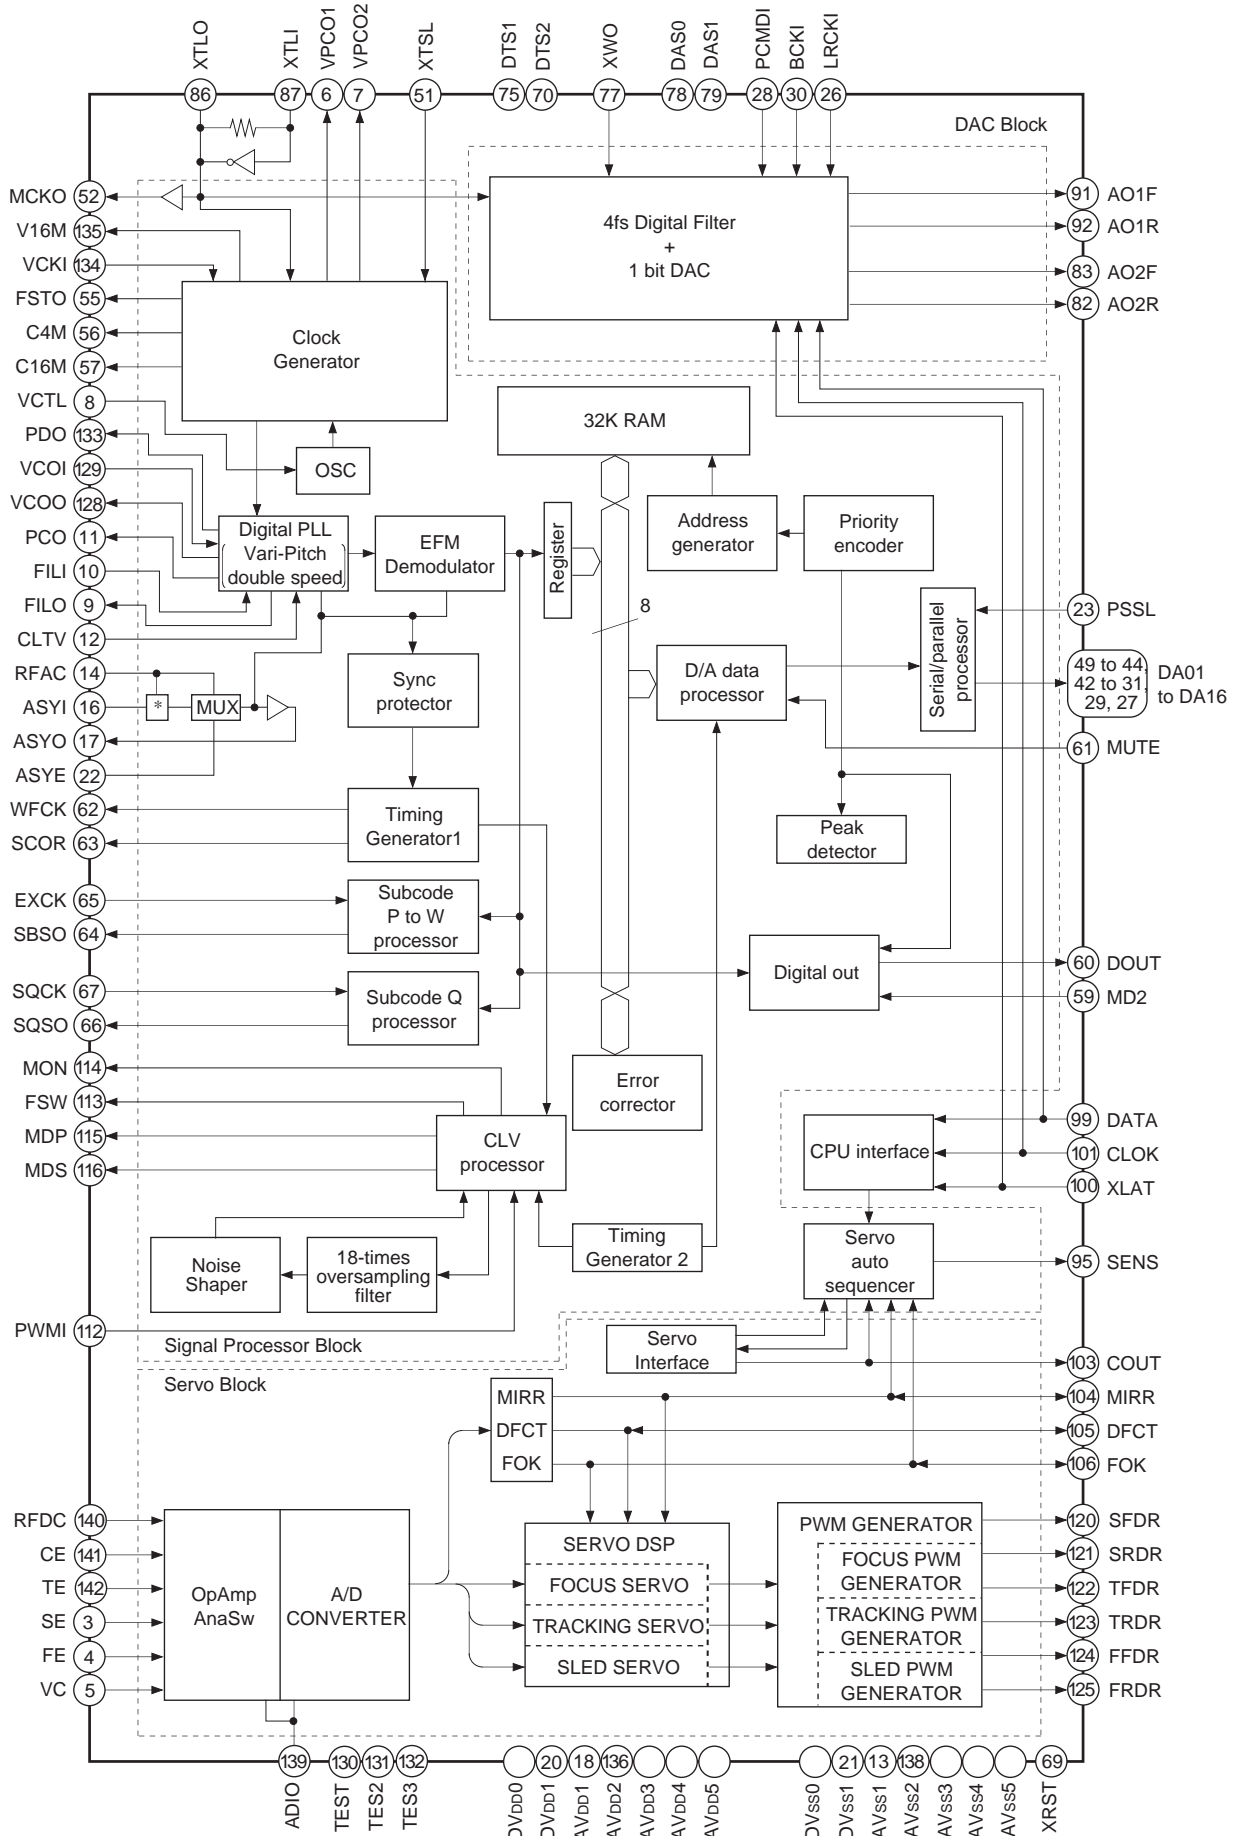 XTLO
XTLI
VPCO1
VPCO2
XTSL
DTS1
DTS2
XWO
DAS0
DAS1
PCMDI
BCKI
LRCKI
86
87
6
7
51
75
70
77
78
79
28
30
26
DAC Block
MCKO 52
V16M 135
VCKI 134
FSTO 55
C4M 56
C16M 57
VCTL 8
PDO 133
VCOI 129
VCOO 128
PCO 11
FILI 10
FILO 9
CLTV 12
RFAC 14
ASYI 16
ASYO 17
ASYE 22
WFCK 62
SCOR 63
EXCK 65
SBSO 64
SQCK 67
SQSO 66
MON 114
FSW 113
MDP 115
MDS 116
PWMI 112
4fs Digital Filter
+
1 bit DAC
91 AO1F
92 AO1R
83 AO2F
82 AO2R
Clock
Generator
OSC
32K RAM
Digital PLL
Vari-Pitch
double speed
EFM
Demodulator
Register
Address
generator
Priority
encoder
8
Sync
protector
D/A data
processor
Serial/parallel
processor
23 PSSL
49 to 44,
42 to 31,
29, 27
DA01
to DA16
61 MUTE
*
MUX
Timing
Generator1
Peak
detector
Subcode
P to W
processor
Subcode Q
processor
Digital out
60 DOUT
59 MD2
Error
corrector
CLV
processor
CPU interface
99 DATA
101 CLOK
100 XLAT
Noise
Shaper
18-times
oversampling
filter
Timing
Generator 2
Servo
auto
sequencer
95 SENS
Signal Processor Block
Servo
Interface
Servo Block
103 COUT
104 MIRR
105 DFCT
106 FOK
MIRR
DFCT
FOK
RFDC 140
CE 141
TE 142
SE 3
FE 4
VC 5
OpAmp
AnaSw
A/D
CONVERTER
SERVO DSP
FOCUS SERVO
TRACKING SERVO
SLED SERVO
PWM GENERATOR
FOCUS PWM
GENERATOR
TRACKING PWM
GENERATOR
SLED PWM
GENERATOR
120 SFDR
121 SRDR
122 TFDR
123 TRDR
124 FFDR
125 FRDR
139
130
131
132
20
18
136
21
13
138
69
ADIO
TEST
TES2
TES3
DVDD0
DVDD1
AVDD1
AVDD2
AVDD3
AVDD4
AVDD5
DVSS0
DVSS1
AVSS1
AVSS2
AVSS3
AVSS4
AVSS5
XRST